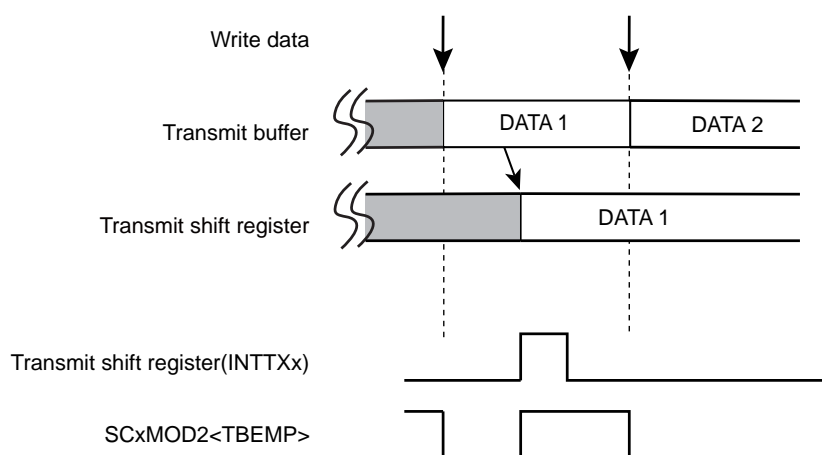 Write data
Transmit buffer
DATA 1
DATA 2
Transmit shift register
DATA 1
Transmit shift register(INTTXx)
SCxMOD2<TBEMP>